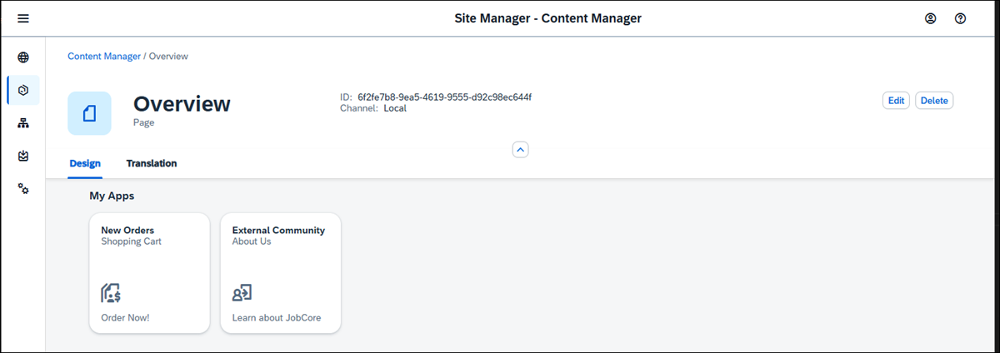 Site Manager - Content Manager
Content Manager / Overview
Overview
Page
ID: 6f2fe7b8-9ea5-4619-9555-d92c98ec644f
Channel: Local
Edit
Delete
Design
Translation
My Apps
New Orders
Shopping Cart
Order Now!
External Community
About Us
Learn about JobCore